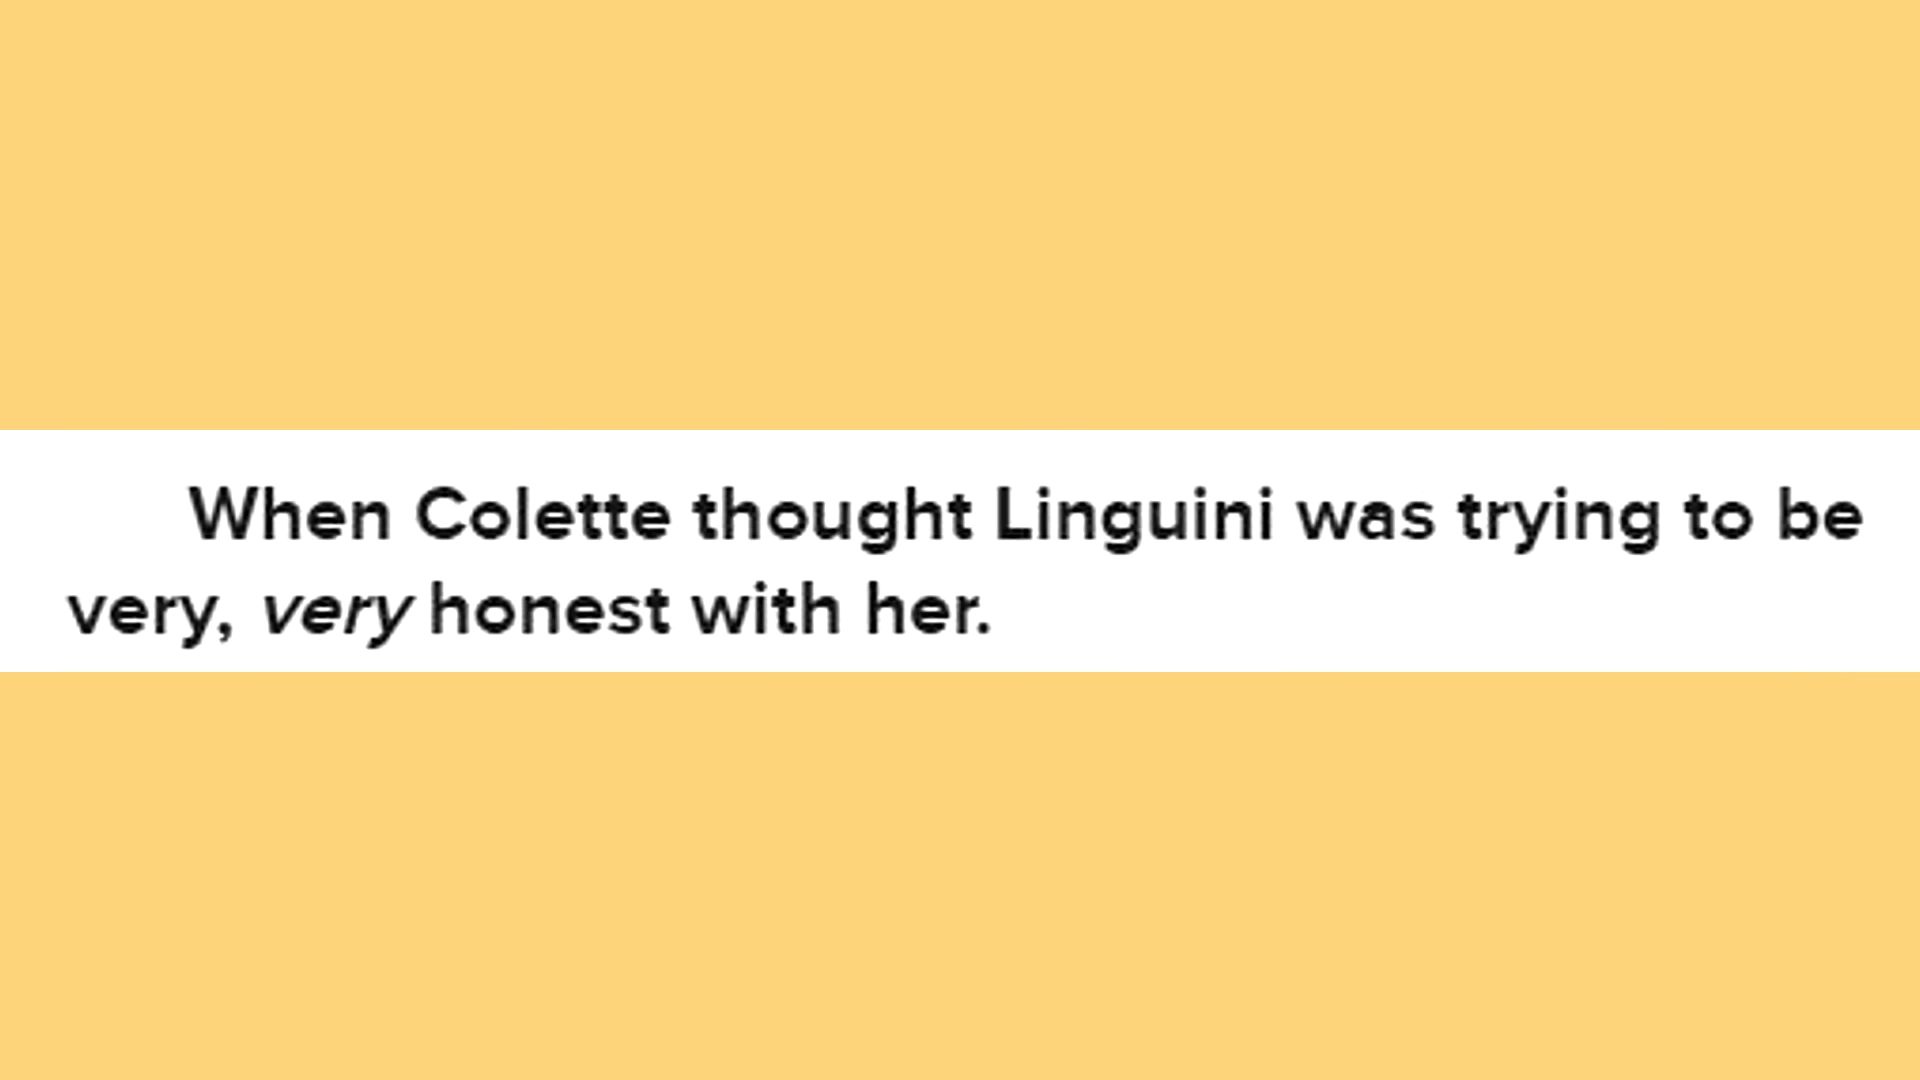 When Colette thought Linguini was trying to be
very, very honest with her.